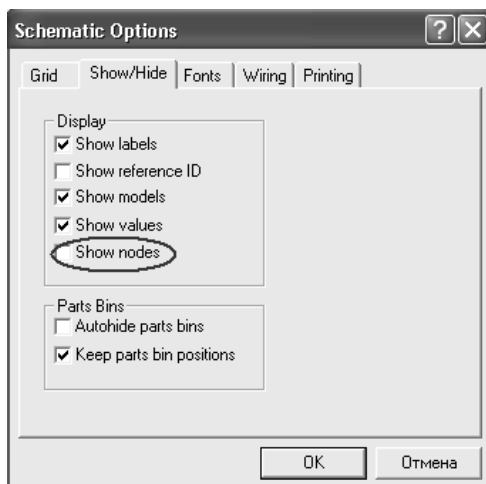 Schematic Options
Grid Show/Hide Fonts Wiring Printing
Display
Show labels
Show reference ID
Show models
Show values
Show nodes
Parts Bins
Autohide parts bins
Keep parts bin positions
OK Отмена